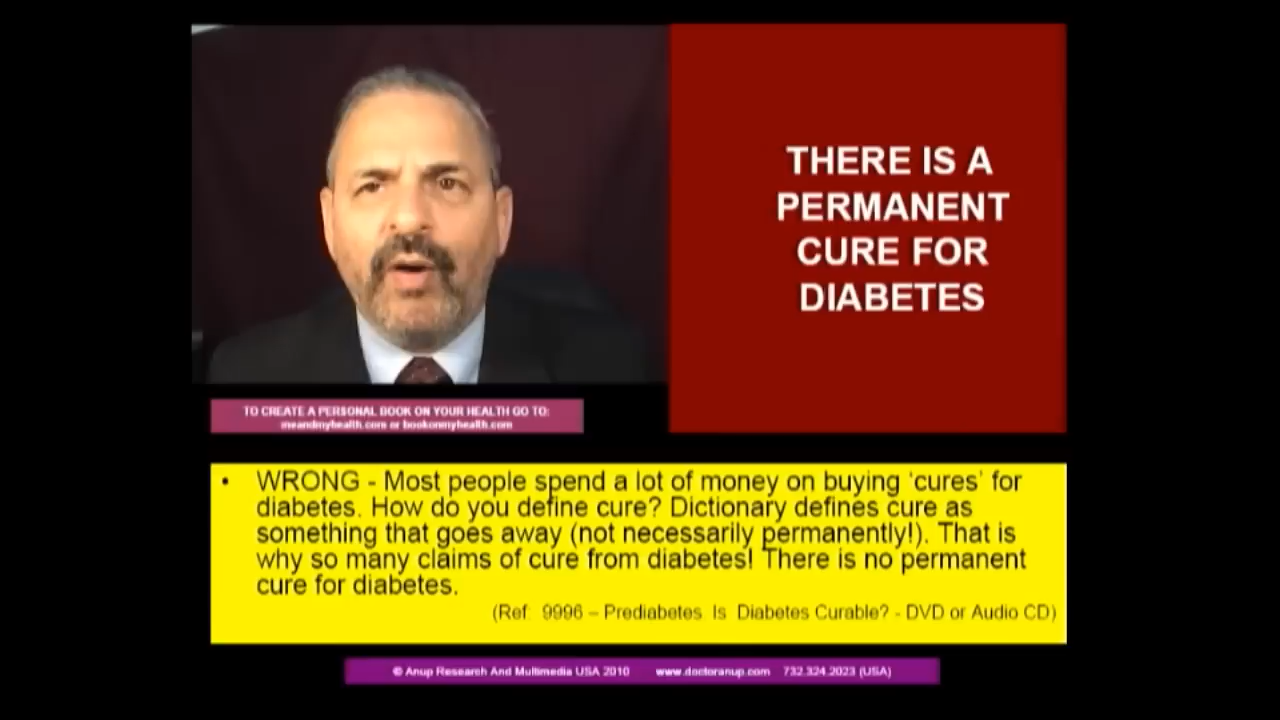 THERE IS A
PERMANENT
CURE FOR
DIABETES
TO CREATE A PERSONAL BOOK ON YOUR HEALTH GO TO:
meandmyhealth.com or bookonmyhealth.com
• WRONG - Most people spend a lot of money on buying ‘cures’ for
diabetes. How do you define cure? Dictionary defines cure as
something that goes away (not necessarily permanently!). That is
why so many claims of cure from diabetes! There is no permanent
cure for diabetes.
(Ref: 9996 – Prediabetes Is Diabetes Curable? - DVD or Audio CD)
© Anup Research And Multimedia USA 2010 www.doctoranup.com 732.324.2023 (USA)